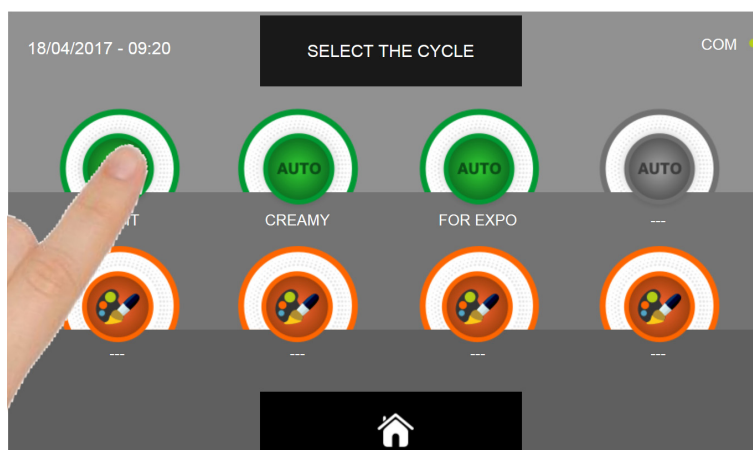 18/04/2017 - 09:20
SELECT THE CYCLE
COM
AUTO
AUTO
AUTO
CREAMY
FOR EXPO
---
---
---
---
---